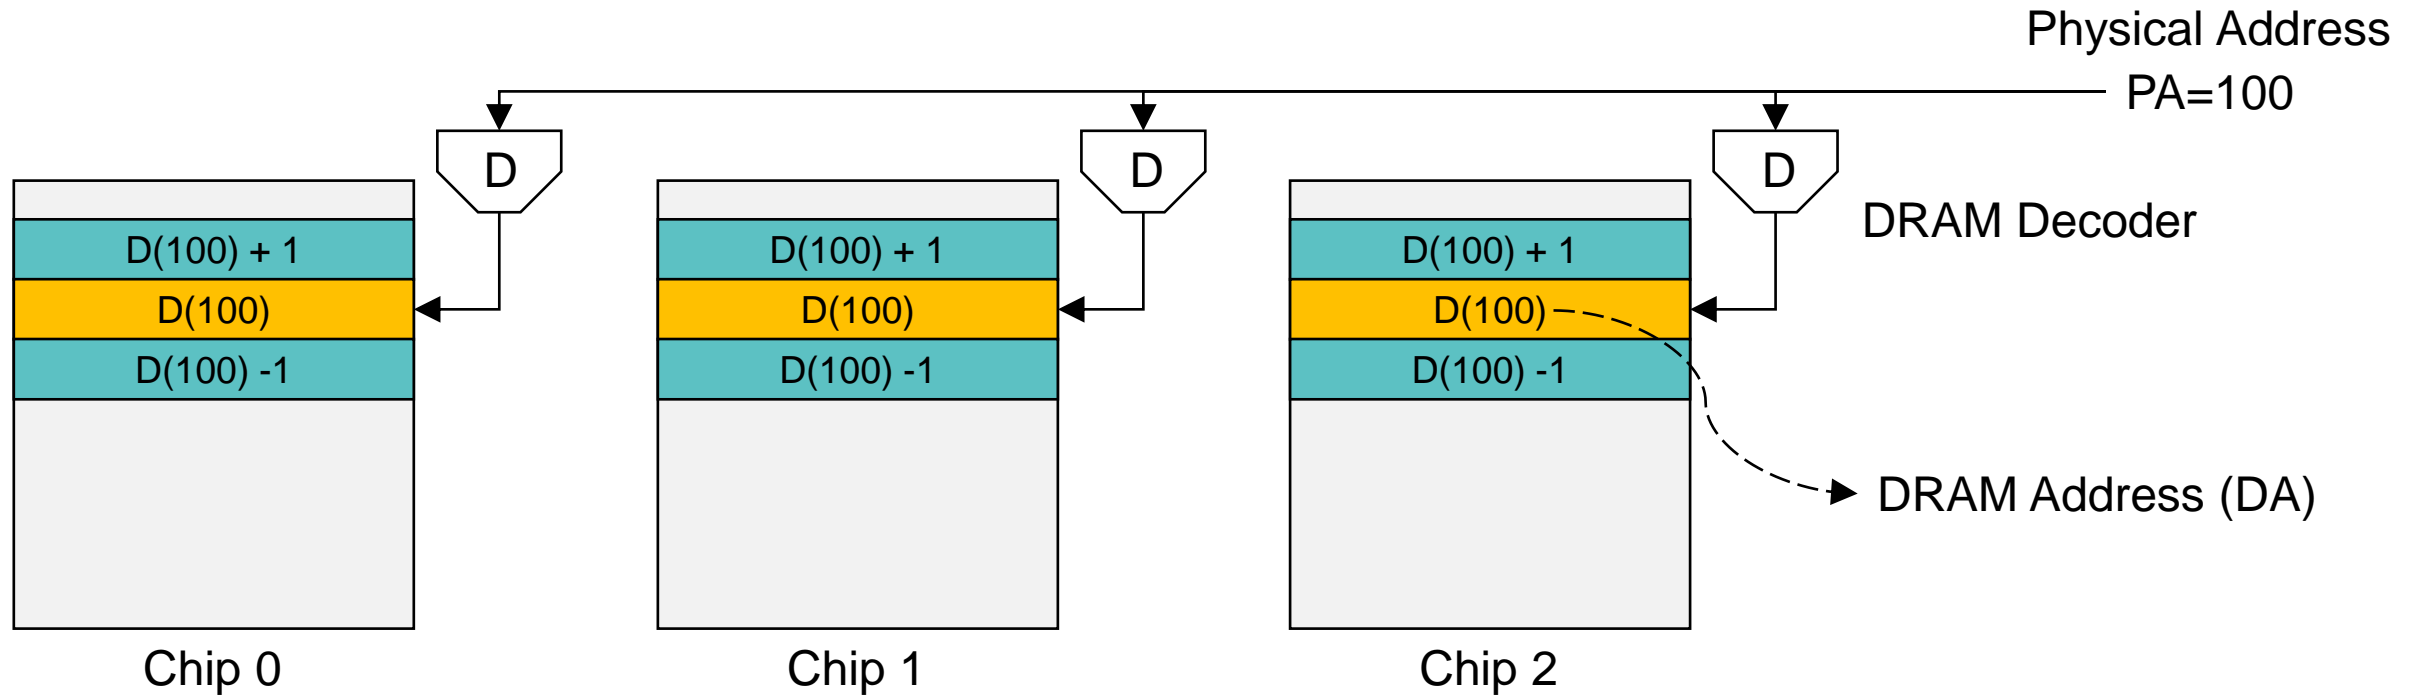 Physical Address
PA=100
D
D
D
DRAM Decoder
D(100) + 1
D(100) + 1
D(100) + 1
D(100)
D(100)
D(100)
D(100) -1
D(100) -1
D(100) -1
DRAM Address (DA)
Chip 0
Chip 1
Chip 2